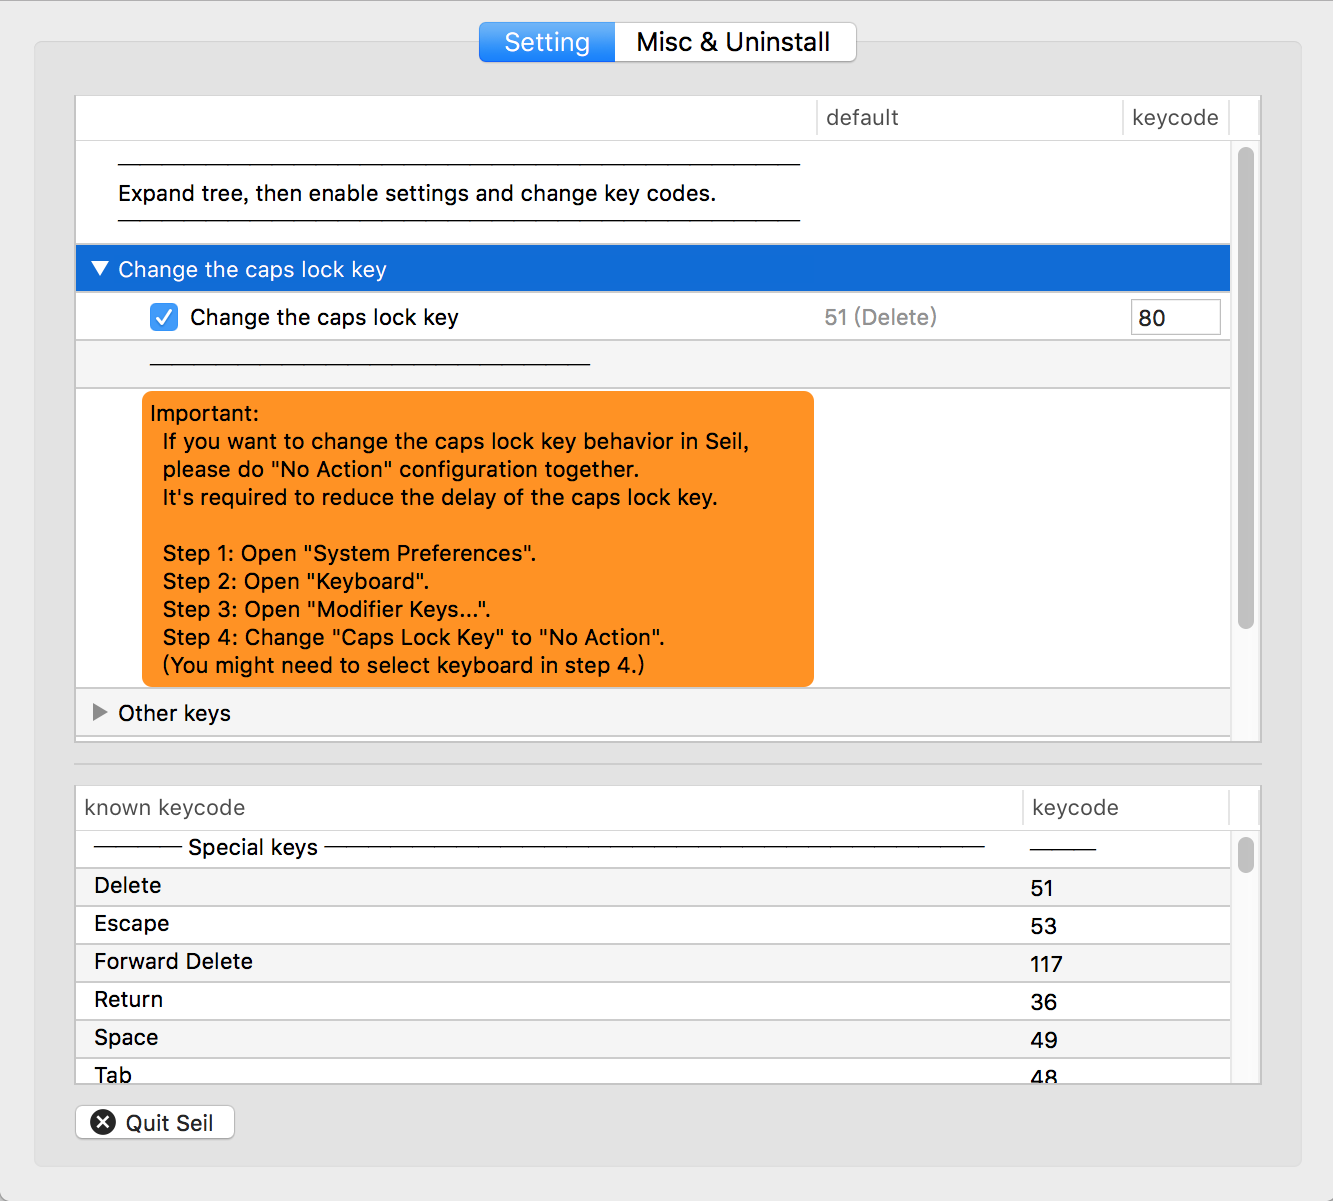 Setting
Misc & Uninstall
default
keycode
Expand tree, then enable settings and change key codes.
Change the caps lock key
Change the caps lock key
51 (Delete)
80
Important:
If you want to change the caps lock key behavior in Seil,
please do "No Action" configuration together.
It's required to reduce the delay of the caps lock key.
Step 1: Open "System Preferences".
Step 2: Open "Keyboard".
Step 3: Open "Modifier Keys...".
Step 4: Change "Caps Lock Key" to "No Action".
(You might need to select keyboard in step 4.)
Other keys
known keycode
keycode
Special keys
Delete
51
Escape
53
Forward Delete
117
Return
36
Space
49
Tab
48
Quit Seil